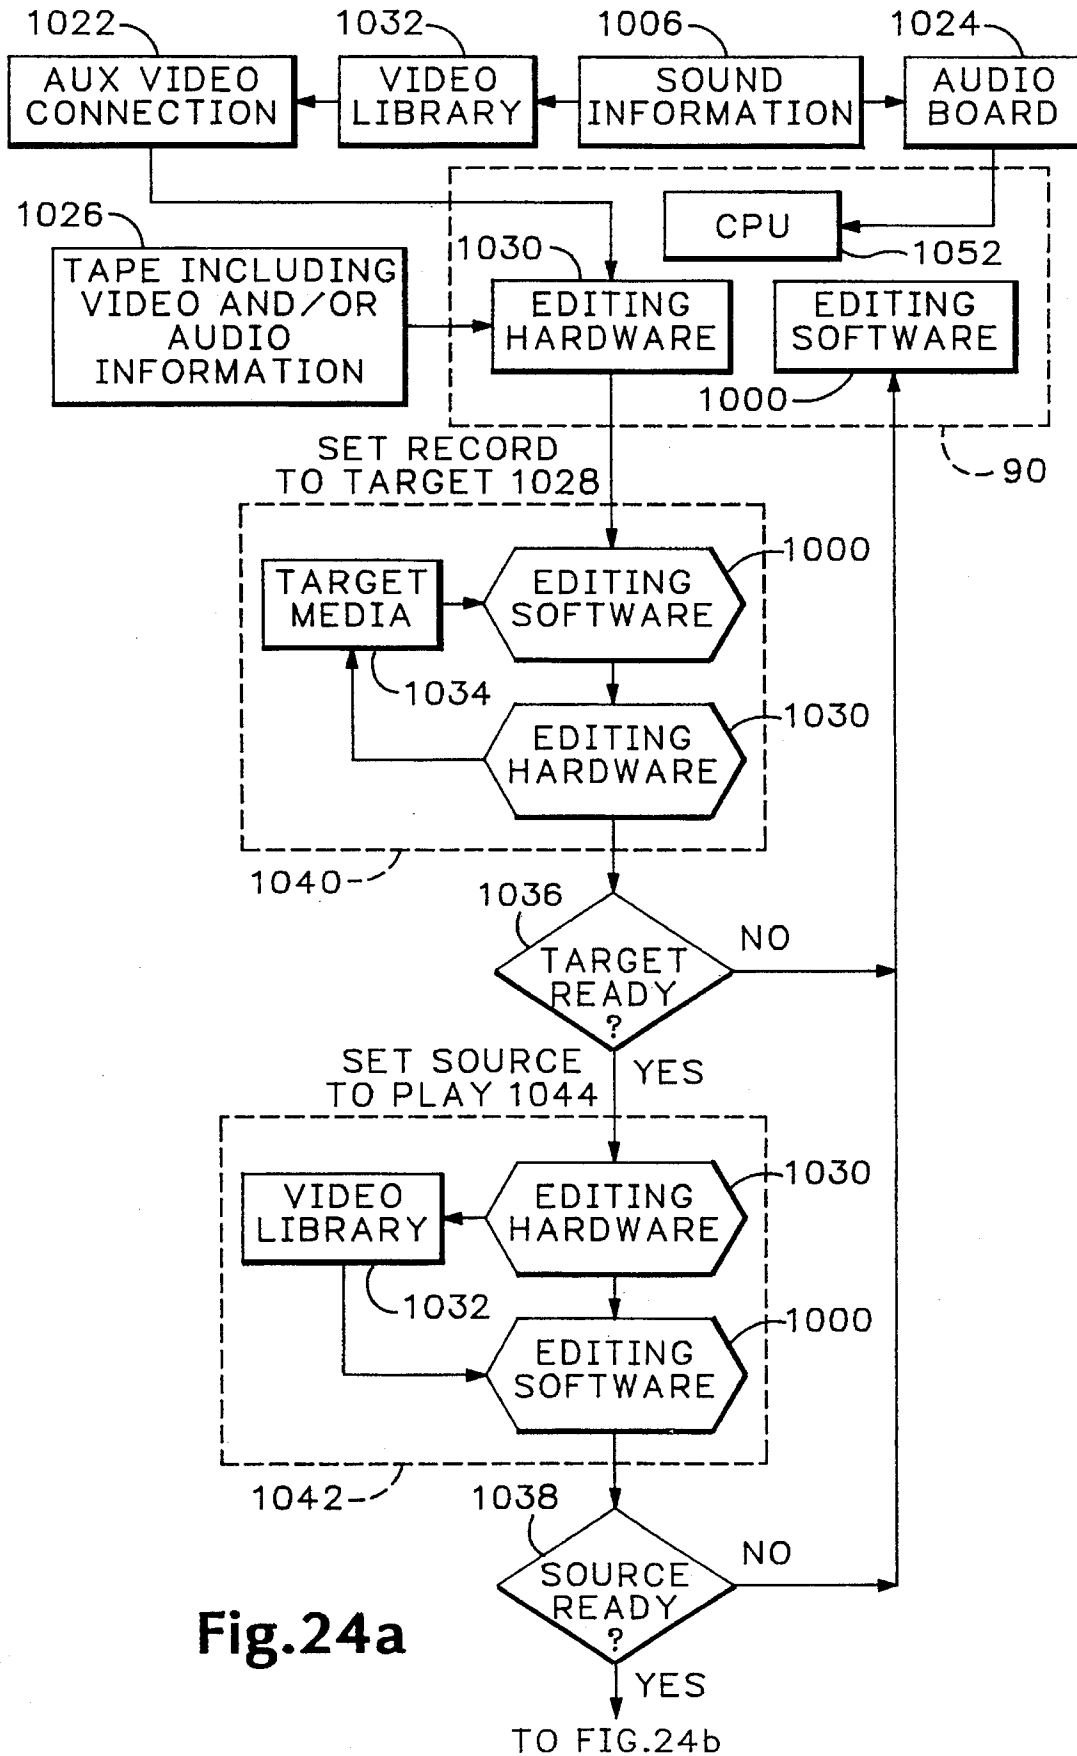 1022
1032
1006
1024
AUX VIDEO
CONNECTION
VIDEO
LIBRARY
SOUND
INFORMATION
AUDIO
BOARD
1026
TAPE INCLUDING
VIDEO AND/OR
AUDIO
INFORMATION
1030
EDITING
HARDWARE
CPU
1052
EDITING
SOFTWARE
1000
90
SET RECORD
TO TARGET 1028
TARGET
MEDIA
1034
EDITING
SOFTWARE
1000
EDITING
HARDWARE
1030
1040
1036
TARGET
READY
?
NO
YES
SET SOURCE
TO PLAY 1044
VIDEO
LIBRARY
1032
EDITING
HARDWARE
1030
EDITING
SOFTWARE
1000
1042
1038
SOURCE
READY
?
NO
YES
Fig.24a
TO FIG.24b